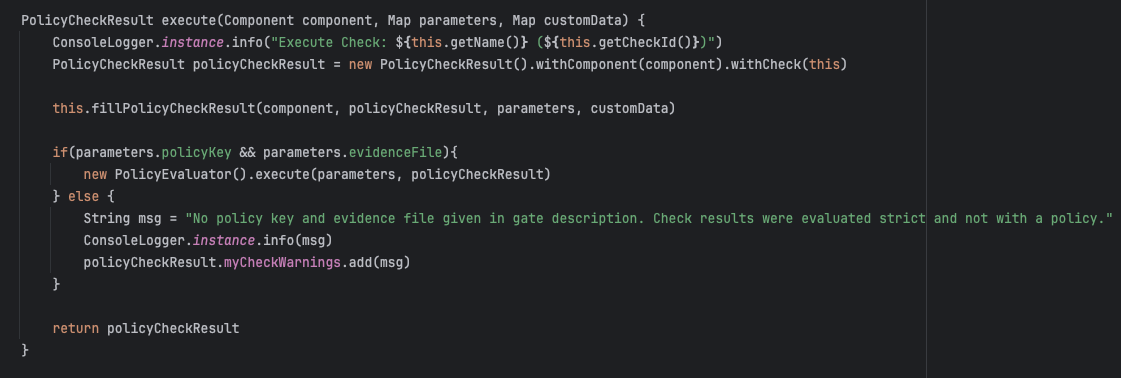 PolicyCheckResult execute(Component component, Map parameters, Map customData) {
    ConsoleLogger.instance.info("Execute Check: ${this.getName()} (${this.getCheckId()})")
    PolicyCheckResult policyCheckResult = new PolicyCheckResult().withComponent(component).withCheck(this)

    this.fillPolicyCheckResult(component, policyCheckResult, parameters, customData)

    if(parameters.policyKey && parameters.evidenceFile){
        new PolicyEvaluator().execute(parameters, policyCheckResult)
    } else {
        String msg = "No policy key and evidence file given in gate description. Check results were evaluated strict and not with a policy."
        ConsoleLogger.instance.info(msg)
        policyCheckResult.myCheckWarnings.add(msg)
    }

    return policyCheckResult
}